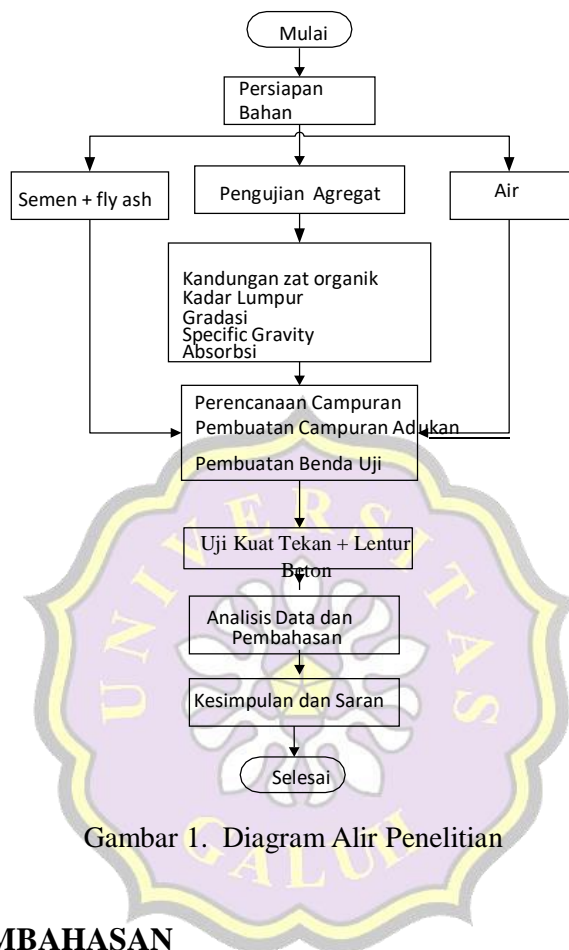 Mulai
Persiapan
Bahan
Semen + fly ash
Pengujian Agregat
Air
Kandungan zat organik
Kadar Lumpur
Gradasi
Specific Gravity
Absorbsi
Perencanaan Campuran
Pembuatan Campuran Adukan
Pembuatan Benda Uji
Uji Kuat Tekan + Lentur
Beton
Analisis Data dan
Pembahasan
Kesimpulan dan Saran
Selesai
UNIVERSITAS
GALUH
Gambar 1. Diagram Alir Penelitian
MBAHASAN